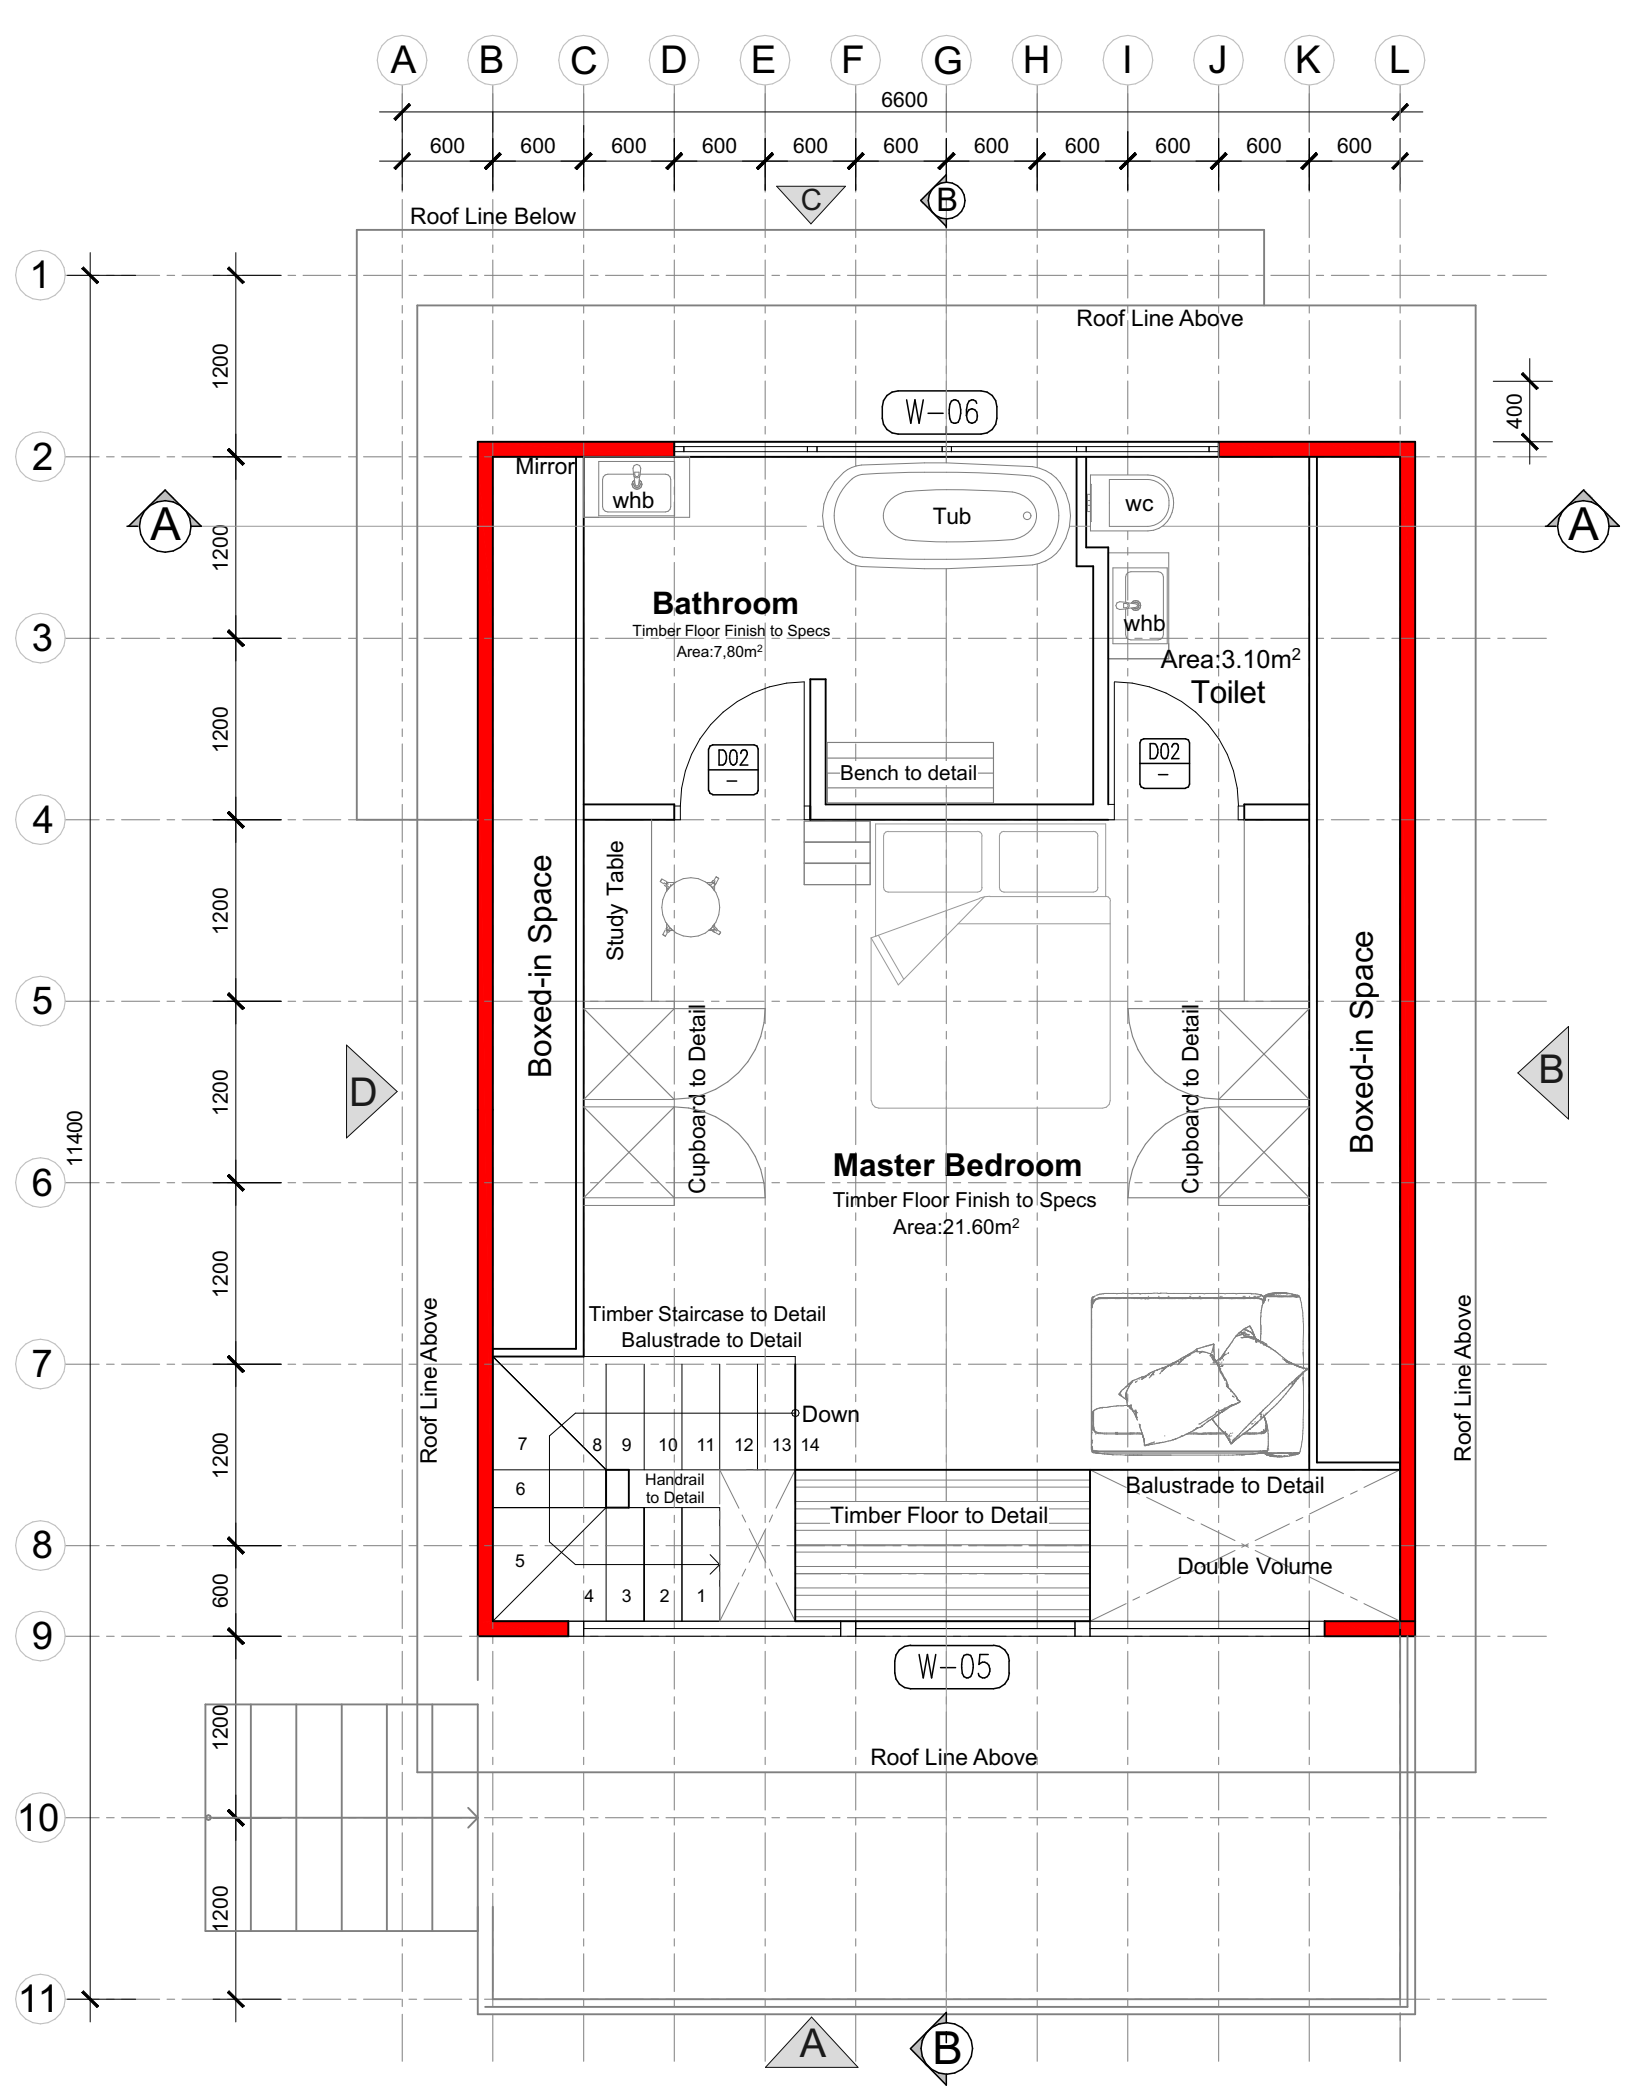 A B C D E F G H I J K L
6600
600 600 600 600 600 600 600 600 600 600 600
C
B
Roof Line Below
1
Roof Line Above
1200
400
W-06
2
Mirror
whb
Tub
wc
A
A
1200
whb
Bathroom
Timber Floor Finish to Specs
Area:7,80m²
3
Area:3.10m²
Toilet
1200
D02
–
D02
–
Bench to detail
4
Study Table
1200
Boxed-in Space
Boxed-in Space
5
Cupboard to Detail
Cupboard to Detail
D
B
1200
11400
6
Master Bedroom
Timber Floor Finish to Specs
Area:21.60m²
1200
Timber Staircase to Detail
Balustrade to Detail
Roof Line Above
Roof Line Above
7
Down
7 8 9 10 11 12 13 14
1200
6
Handrail
to Detail
Balustrade to Detail
Timber Floor to Detail
8
5
Double Volume
600
4 3 2 1
9
W-05
1200
Roof Line Above
10
1200
11
A
B